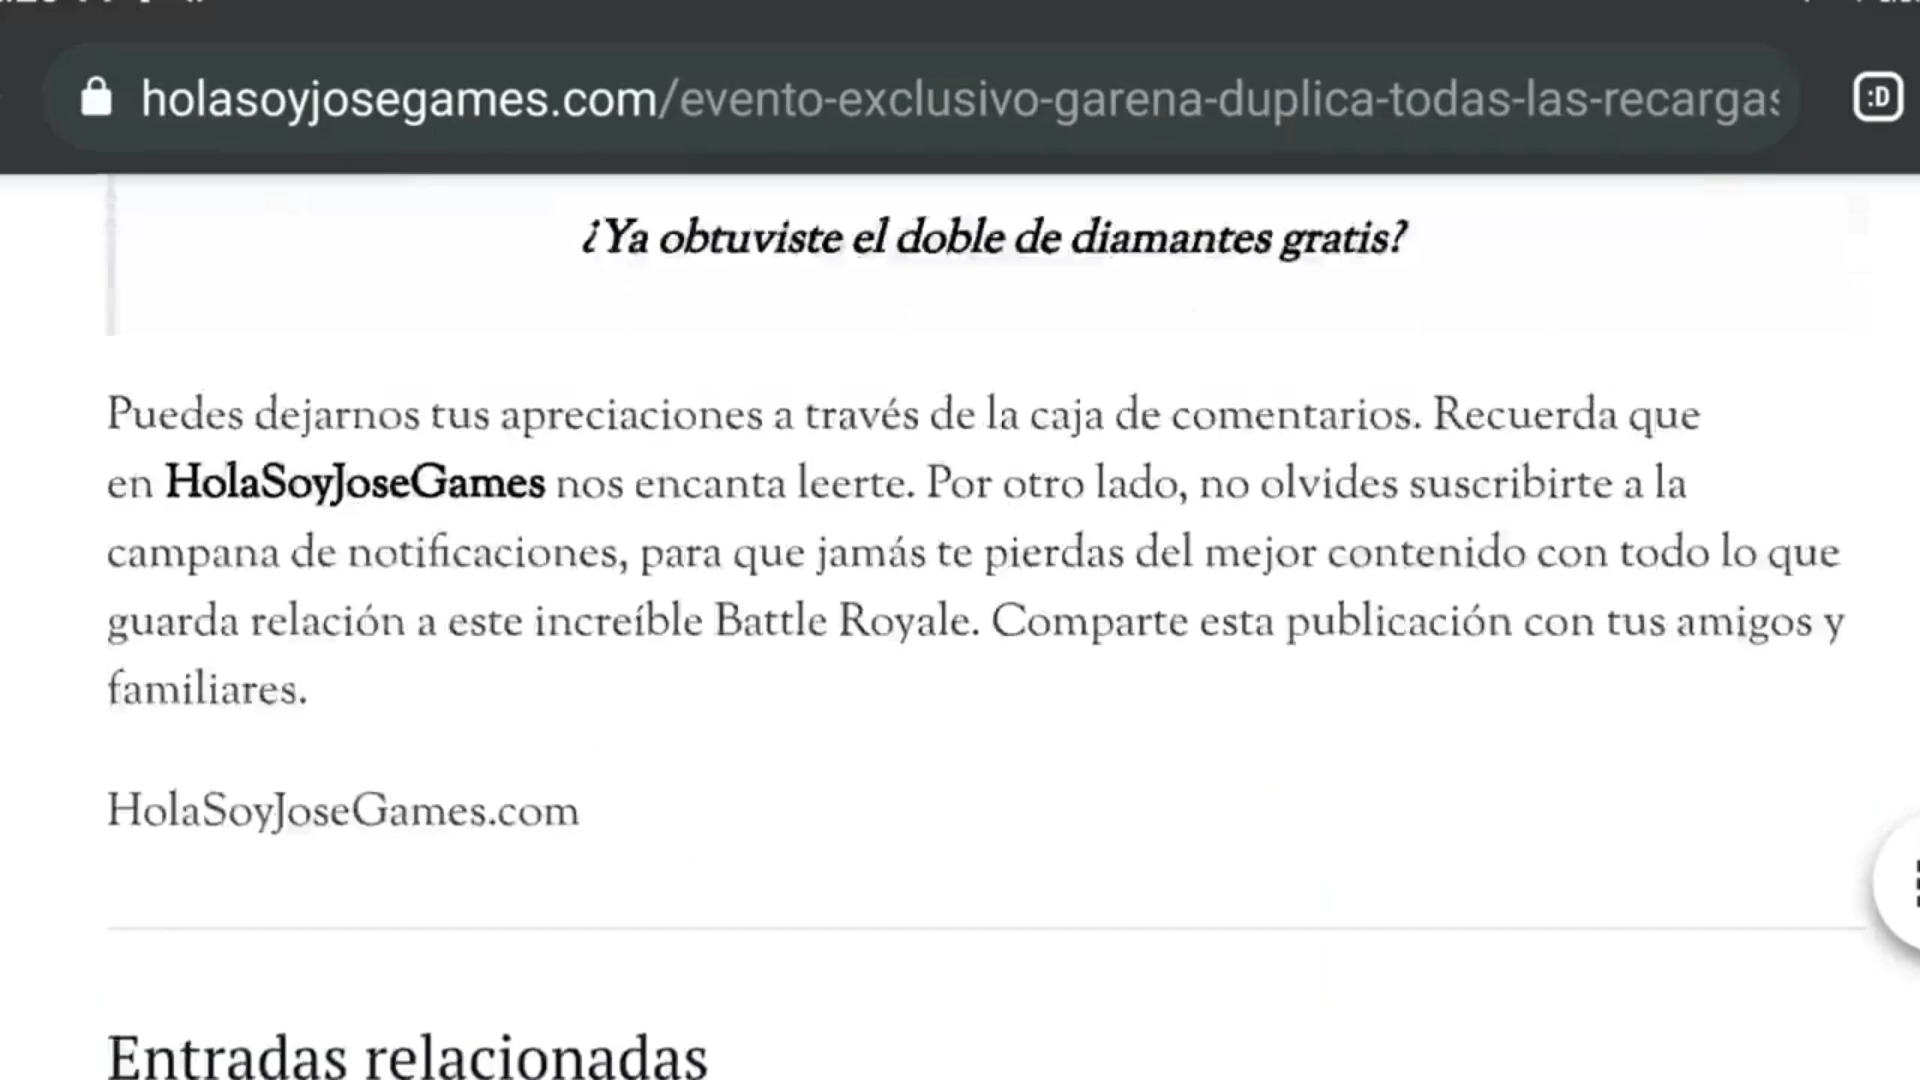 holasoyjosegames.com/evento-exclusivo-garena-duplica-todas-las-recargas
:D
¿Ya obtuviste el doble de diamantes gratis?
Puedes dejarnos tus apreciaciones a través de la caja de comentarios. Recuerda que
en HolaSoyJoseGames nos encanta leerte. Por otro lado, no olvides suscribirte a la
campana de notificaciones, para que jamás te pierdas del mejor contenido con todo lo que
guarda relación a este increíble Battle Royale. Comparte esta publicación con tus amigos y
familiares.
HolaSoyJoseGames.com
Entradas relacionadas